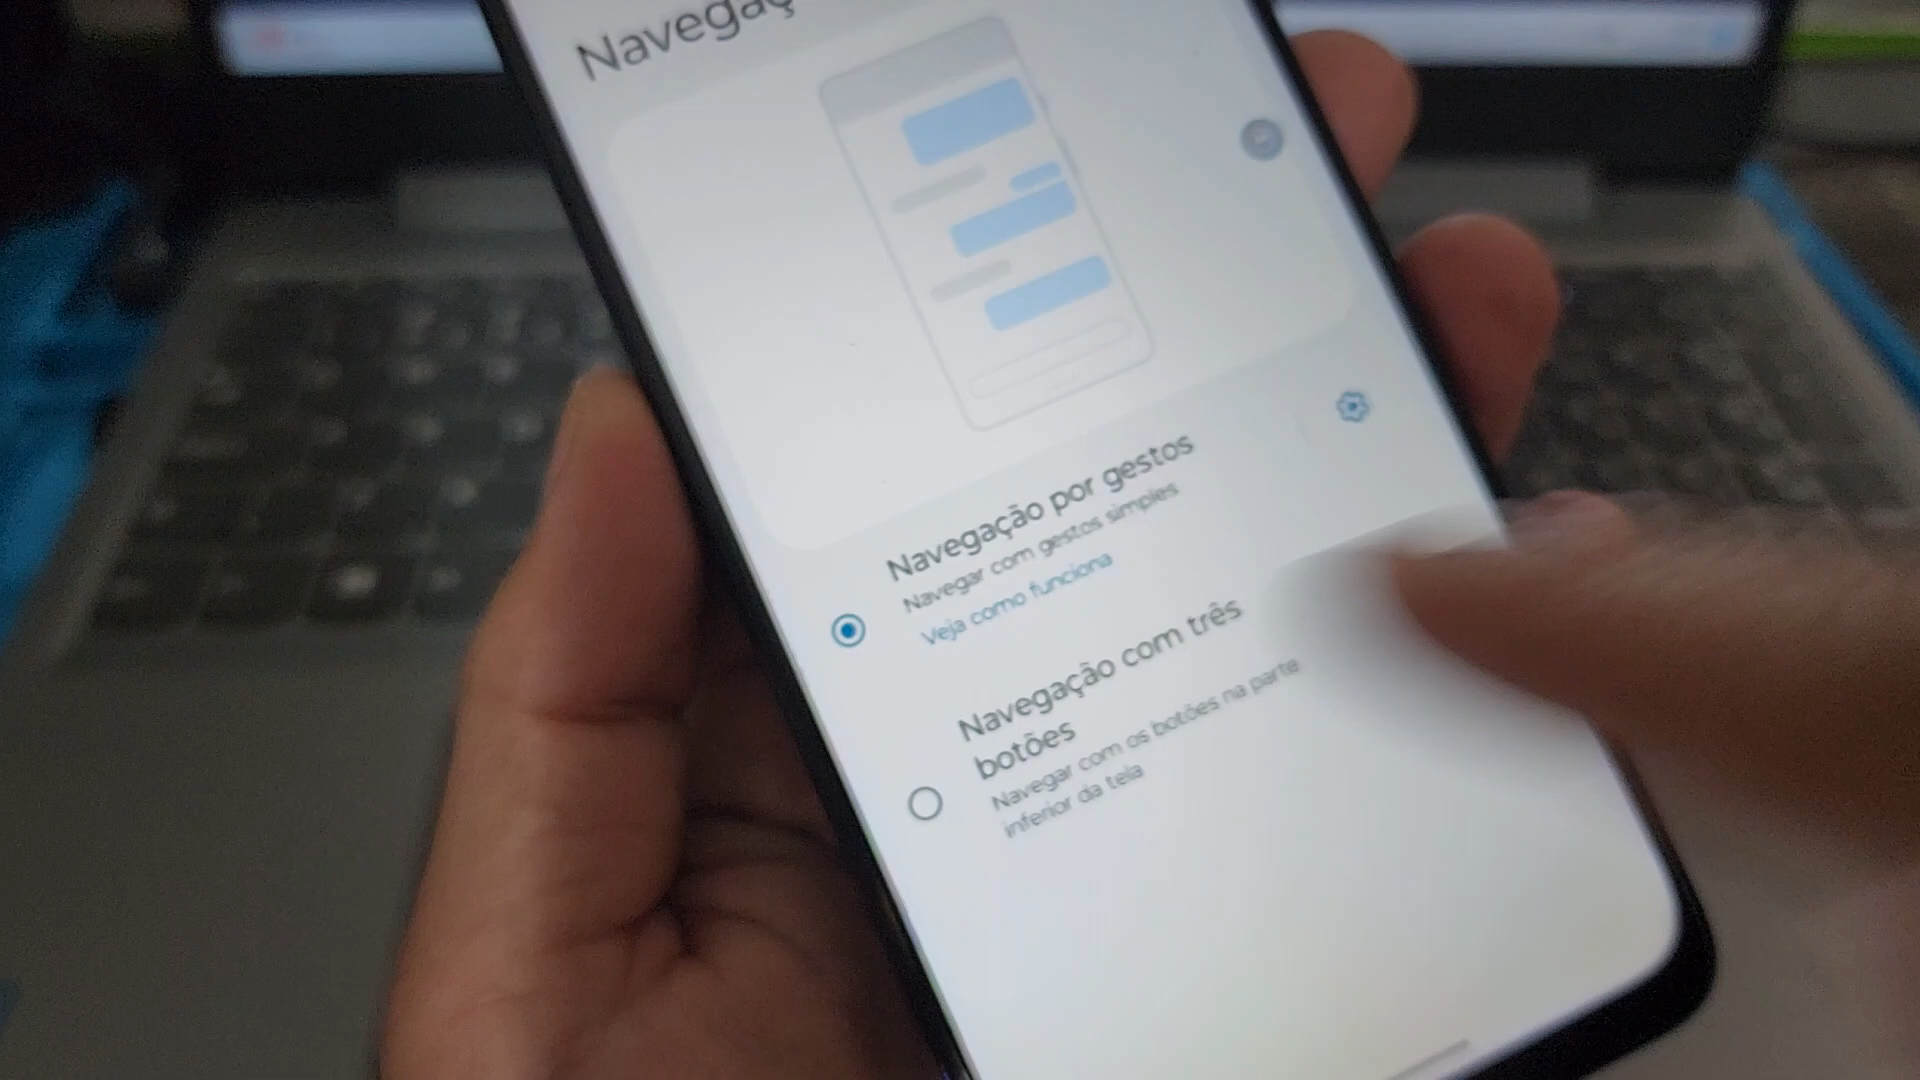 Navegaç
Navegação por gestos
Navegar com gestos simples
Veja como funciona
Navegação com três
botões
Navegar com os botões na parte
inferior da tela